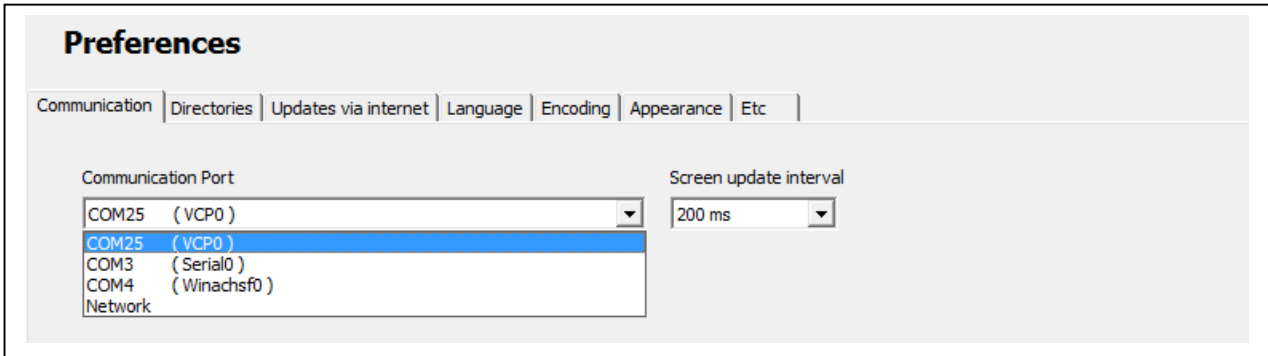 Preferences
Communication Directories Updates via internet Language Encoding Appearance Etc
Communication Port Screen update interval
COM25 ( VCP0 ) 200 ms
COM25 ( VCP0 )
COM3 ( Serial0 )
COM4 ( Winachsf0 )
Network